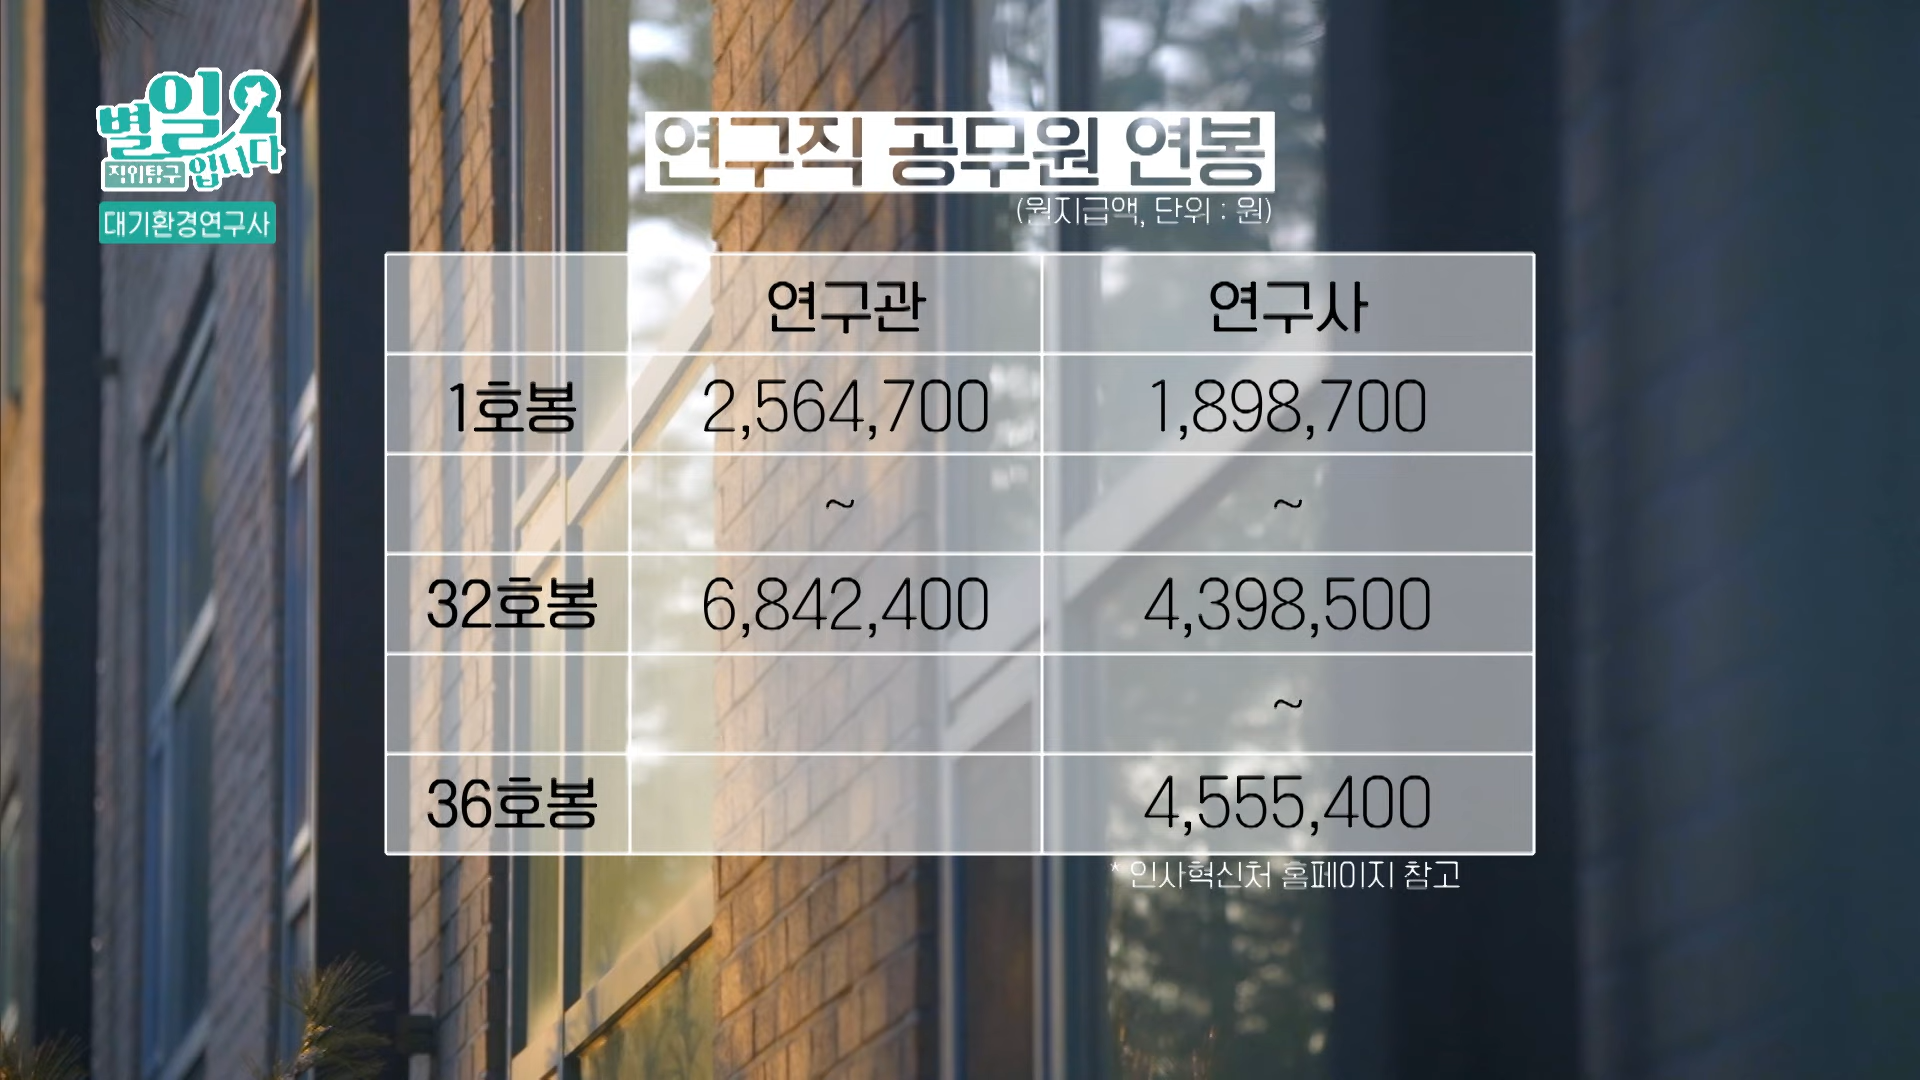 별일입니다
직위탐구
대기환경연구사
연구직 공무원 연봉
(원지급액, 단위 : 원)
연구관 연구사
1호봉 2,564,700 1,898,700
~ ~
32호봉 6,842,400 4,398,500
~
36호봉 4,555,400
* 인사혁신처 홈페이지 참고